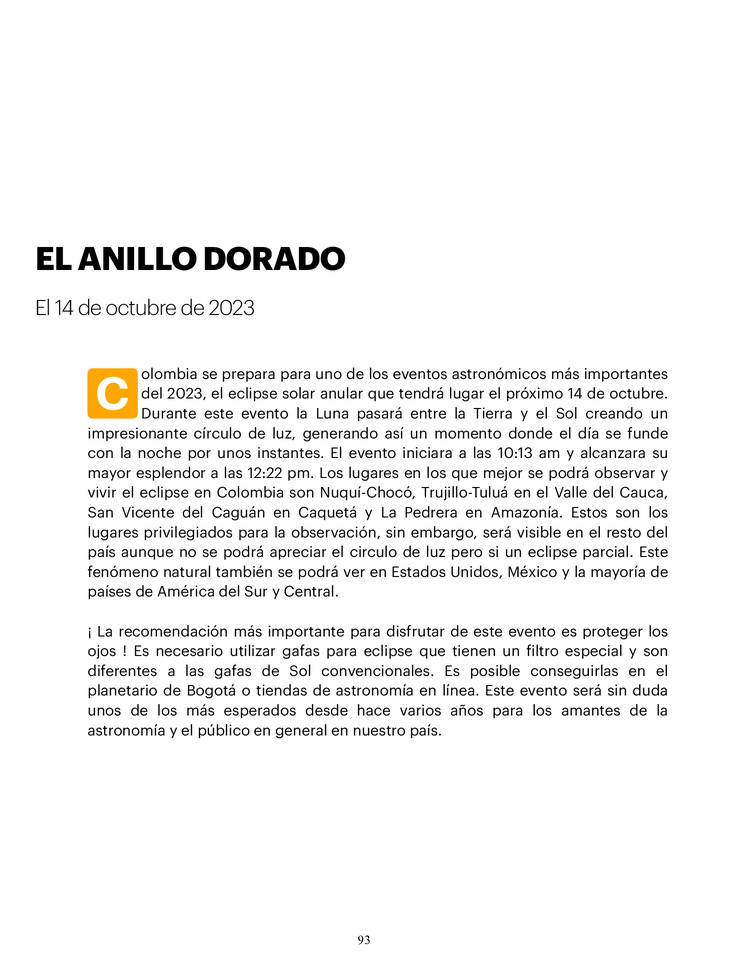 EL ANILLO DORADO
El 14 de octubre de 2023
Colombia se prepara para uno de los eventos astronómicos más importantes
del 2023, el eclipse solar anular que tendrá lugar el próximo 14 de octubre.
Durante este evento la Luna pasará entre la Tierra y el Sol creando un
impresionante círculo de luz, generando así un momento donde el día se funde
con la noche por unos instantes. El evento iniciara a las 10:13 am y alcanzara su
mayor esplendor a las 12:22 pm. Los lugares en los que mejor se podrá observar y
vivir el eclipse en Colombia son Nuquí-Chocó, Trujillo-Tuluá en el Valle del Cauca,
San Vicente del Caguán en Caquetá y La Pedrera en Amazonía. Estos son los
lugares privilegiados para la observación, sin embargo, será visible en el resto del
país aunque no se podrá apreciar el circulo de luz pero si un eclipse parcial. Este
fenómeno natural también se podrá ver en Estados Unidos, México y la mayoría de
países de América del Sur y Central.
¡ La recomendación más importante para disfrutar de este evento es proteger los
ojos ! Es necesario utilizar gafas para eclipse que tienen un filtro especial y son
diferentes a las gafas de Sol convencionales. Es posible conseguirlas en el
planetario de Bogotá o tiendas de astronomía en línea. Este evento será sin duda
unos de los más esperados desde hace varios años para los amantes de la
astronomía y el público en general en nuestro país.
93